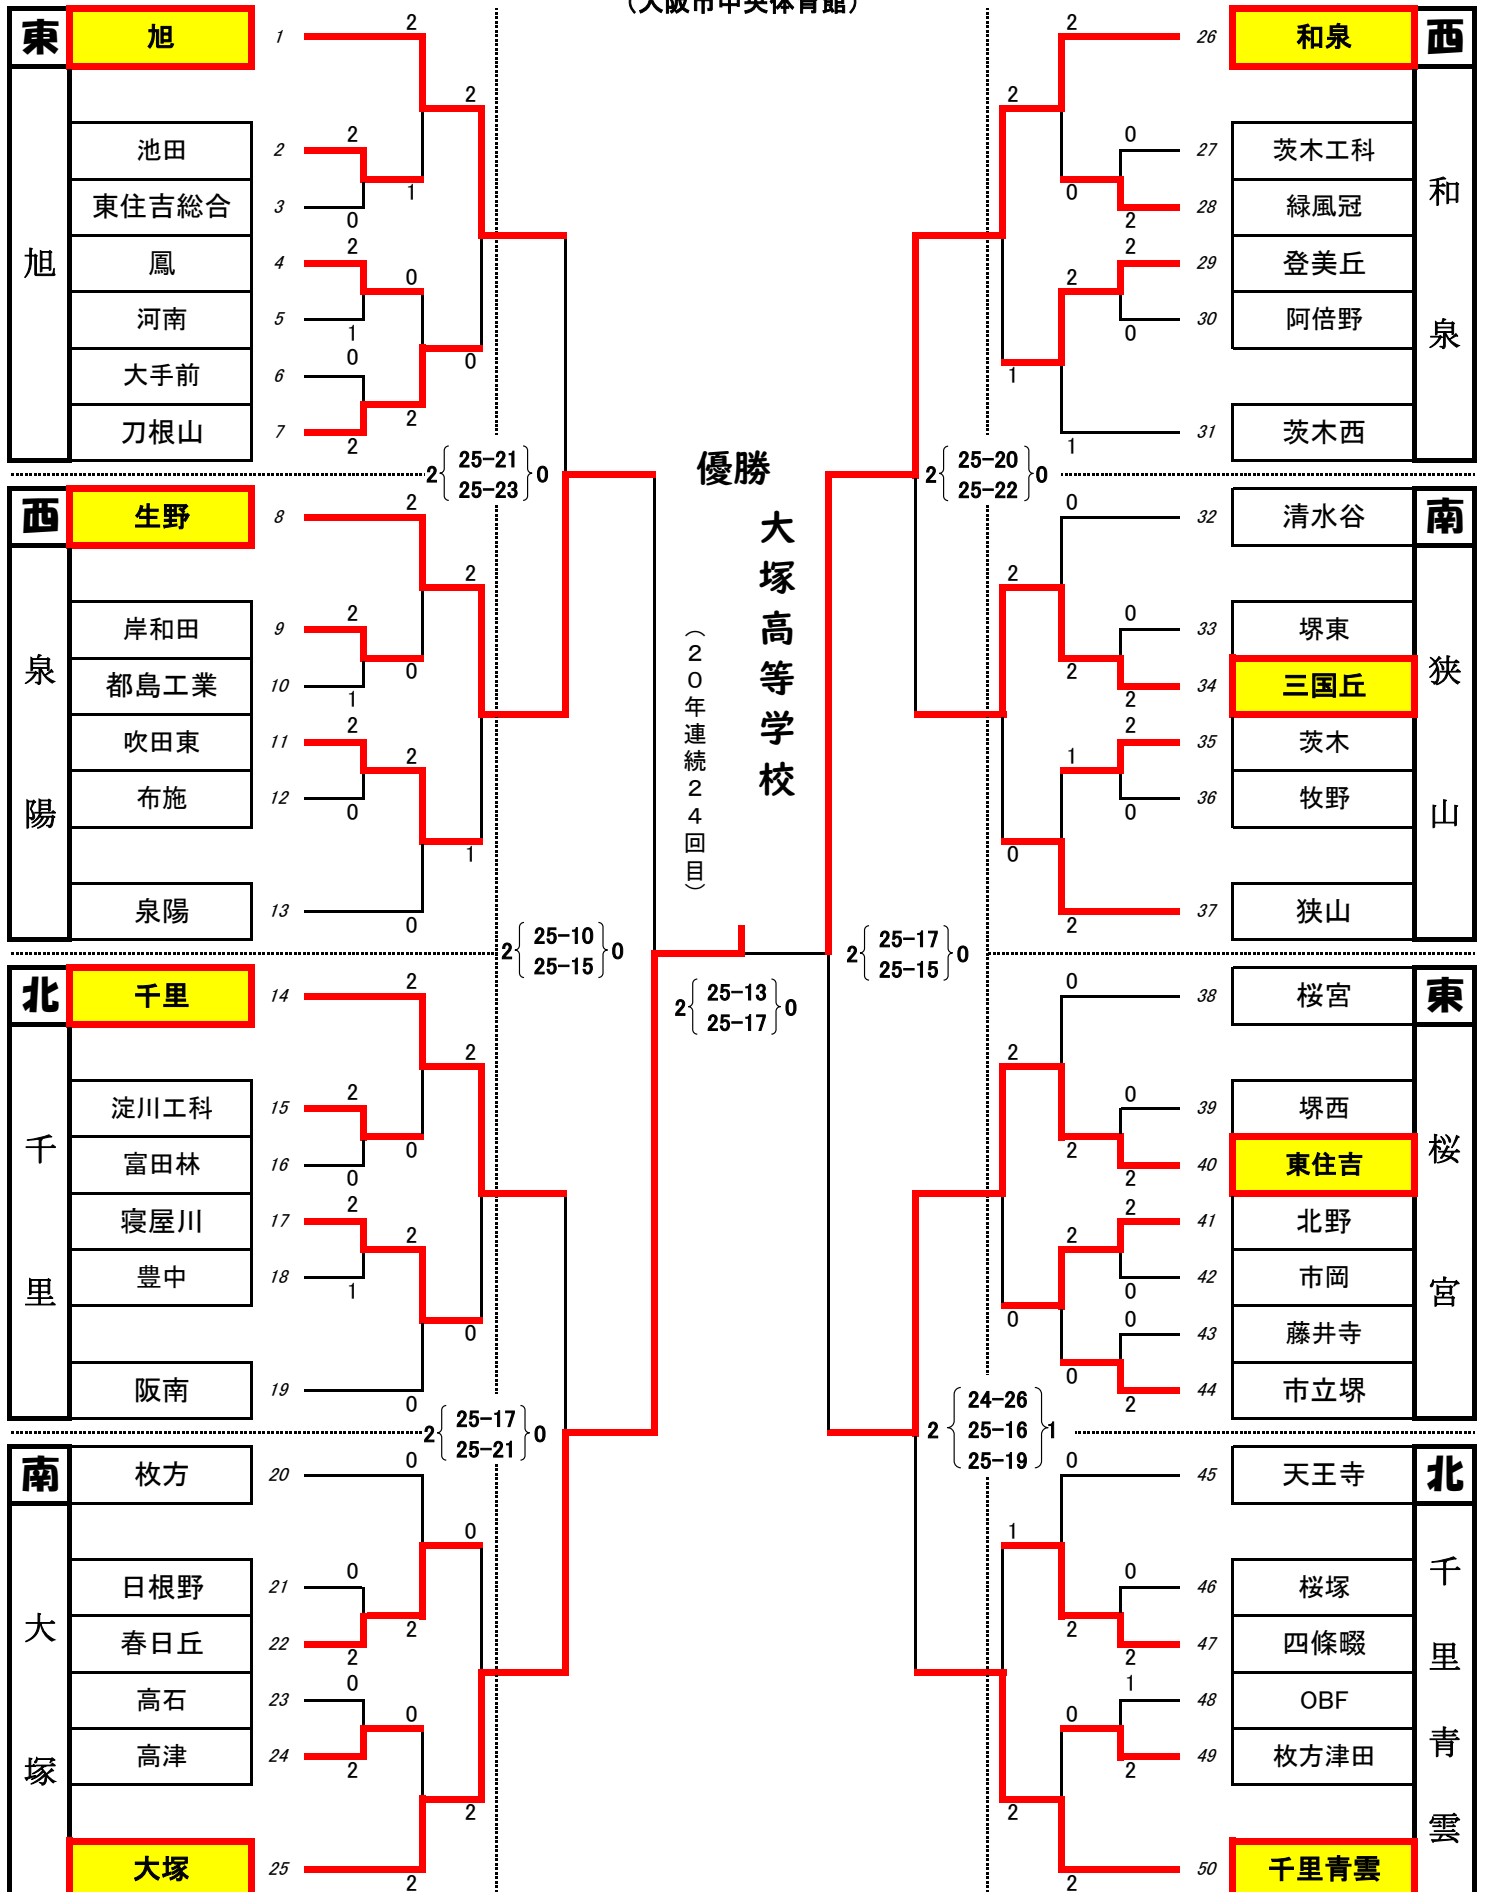 （大阪市中央体育館）
東
旭
1
2
旭
2
池田
2
2
東住吉総合
3
0
1
鳳
4
2
0
河南
5
1
大手前
6
0
刀根山
7
2
2
0
2
25-21
25-23
0
西
生野
8
2
泉陽
2
岸和田
9
2
都島工業
10
1
0
吹田東
11
2
2
布施
12
0
1
泉陽
13
0
2
25-10
25-15
0
北
千里
14
2
千里
2
淀川工科
15
2
富田林
16
0
0
寝屋川
17
2
2
豊中
18
1
0
阪南
19
0
2
25-17
25-21
0
南
枚方
20
0
大塚
0
日根野
21
0
春日丘
22
2
2
高石
23
0
0
高津
24
2
2
大塚
25
2
優勝
大塚高等学校
（２０年連続２４回目）
2
25-13
25-17
0
2
26
和泉
西
2
和泉
0
27
茨木工科
0
2
28
緑風冠
2
2
29
登美丘
0
30
阿倍野
1
1
31
茨木西
2
25-20
25-22
0
0
32
清水谷
南
2
狭山
0
33
堺東
2
2
34
三国丘
1
2
35
茨木
0
36
牧野
0
2
37
狭山
2
25-17
25-15
0
0
38
桜宮
東
2
桜宮
0
39
堺西
2
2
40
東住吉
2
2
41
北野
0
42
市岡
0
0
43
藤井寺
0
2
44
市立堺
2
24-26
25-16
25-19
1
0
45
天王寺
北
1
千里青雲
0
46
桜塚
2
2
47
四條畷
0
1
48
OBF
2
49
枚方津田
2
2
50
千里青雲